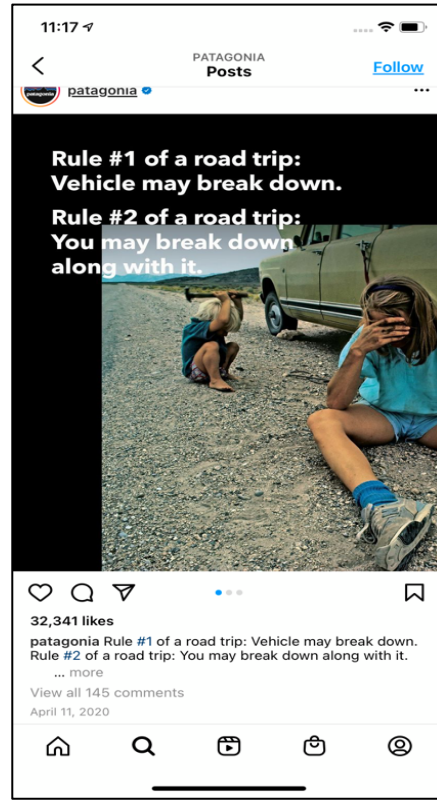 11:17
PATAGONIA
Posts
Follow
patagonia
patagonia
Rule #1 of a road trip:
Vehicle may break down.
Rule #2 of a road trip:
You may break down
along with it.
32,341 likes
patagonia Rule #1 of a road trip: Vehicle may break down.
Rule #2 of a road trip: You may break down along with it.
... more
View all 145 comments
April 11, 2020